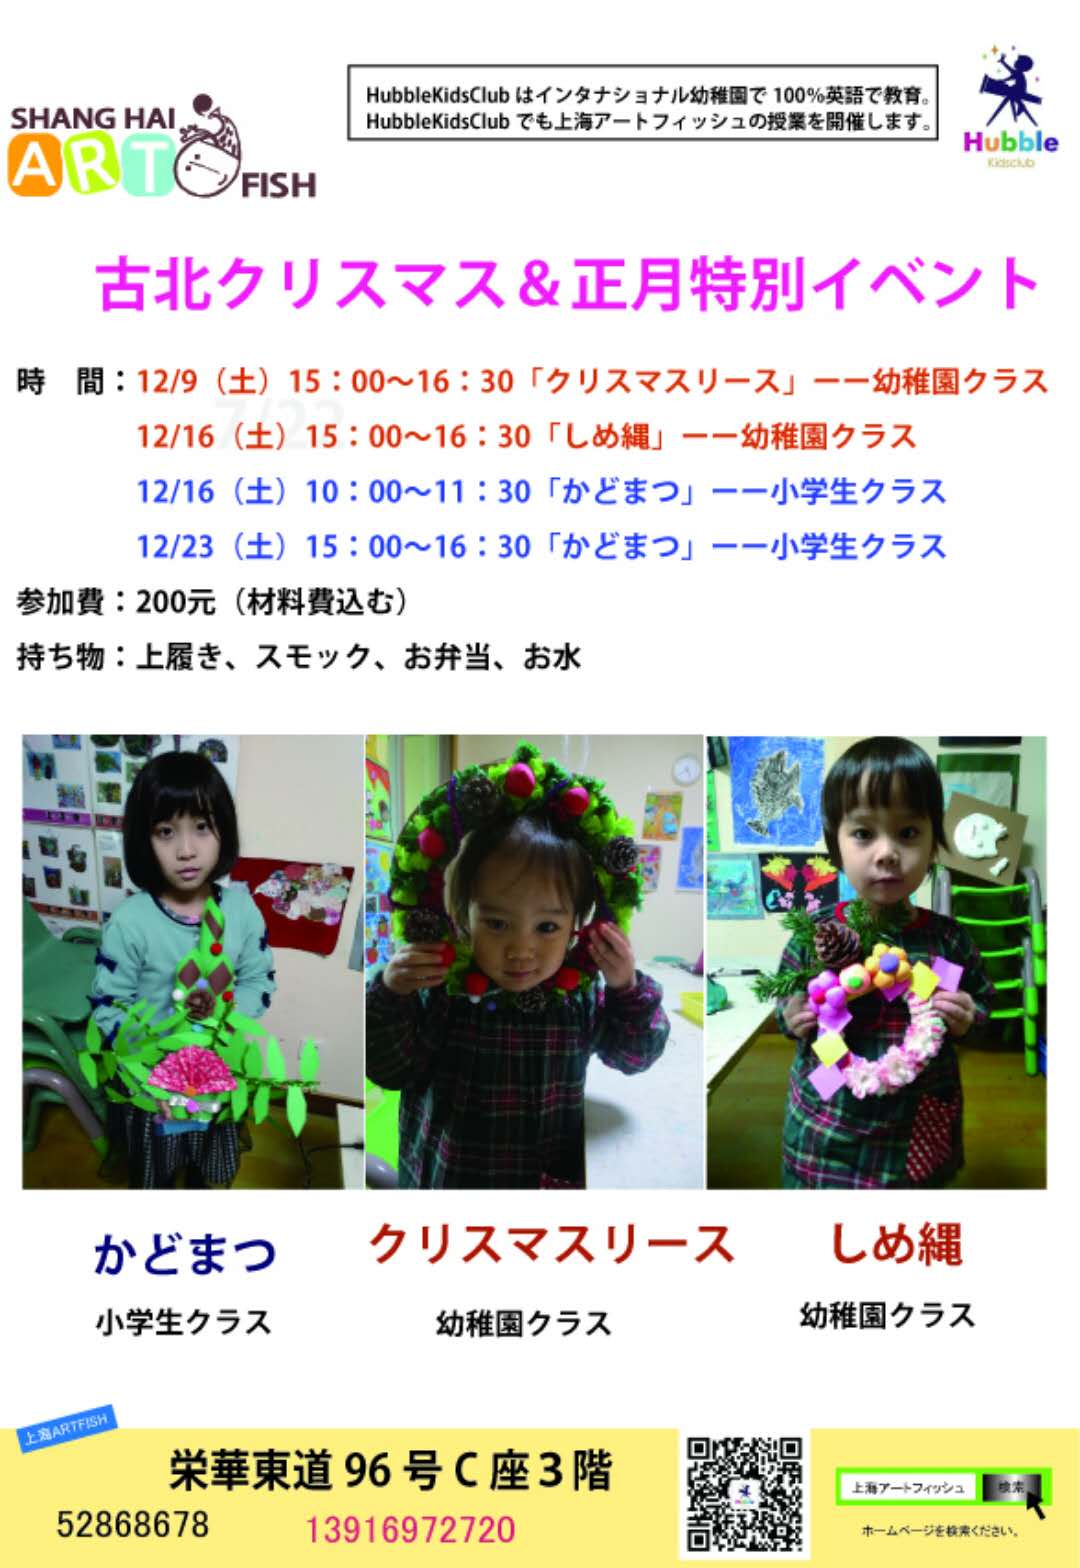 SHANG HAI
ART FISH
HubbleKidsClub はインタナショナル幼稚園で 100%英語で教育。
HubbleKidsClub でも上海アートフィッシュの授業を開催します。
Hubble
Kidsclub
古北クリスマス＆正月特別イベント
7/22
時　間：12/9（土）15：00～16：30「クリスマスリース」ーー幼稚園クラス
12/16（土）15：00～16：30「しめ縄」ーー幼稚園クラス
12/16（土）10：00～11：30「かどまつ」ーー小学生クラス
12/23（土）15：00～16：30「かどまつ」ーー小学生クラス
参加費：200元（材料費込む）
持ち物：上履き、スモック、お弁当、お水
かどまつ
小学生クラス
クリスマスリース
幼稚園クラス
しめ縄
幼稚園クラス
上海ARTFISH
栄華東道 96 号 C 座 3 階
52868678
13916972720
上海アートフィッシュ 検索
ホームページを検索ください。